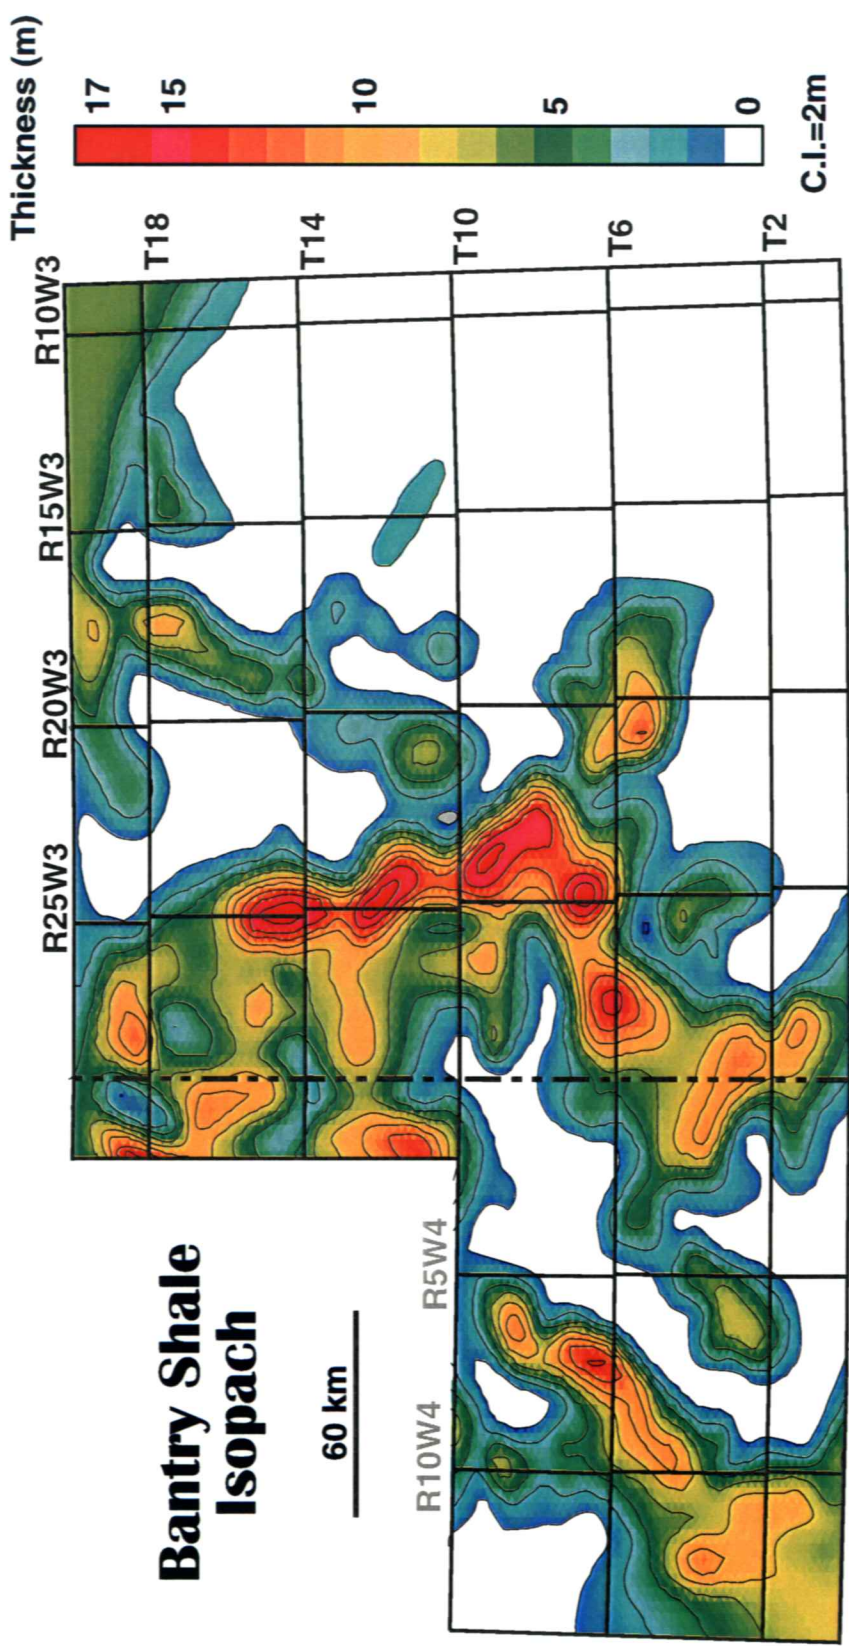 Bantry Shale
Isopach
60 km
R25W3
R20W3
R15W3
R10W3
R10W4
R5W4
T18
T14
T10
T6
T2
Thickness (m)
17
15
10
5
0
C.I.=2m